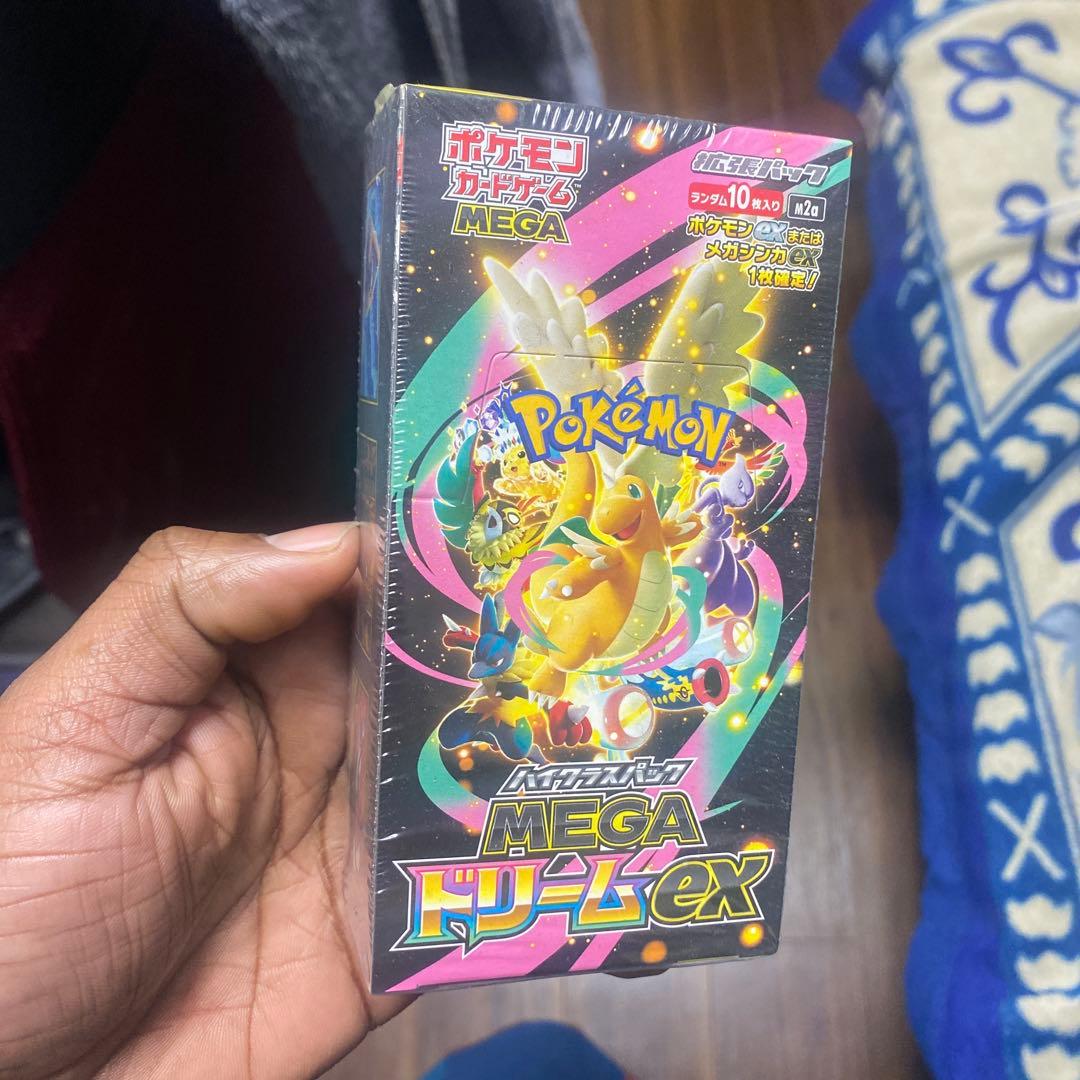 ポケモン
カードゲーム™
MEGA
拡張パック
ランダム10枚入り
M2a
ポケモンexまたは
メガシンカex
1枚確定!
POKéMON™
ハイクラスパック
MEGA
ドリームex